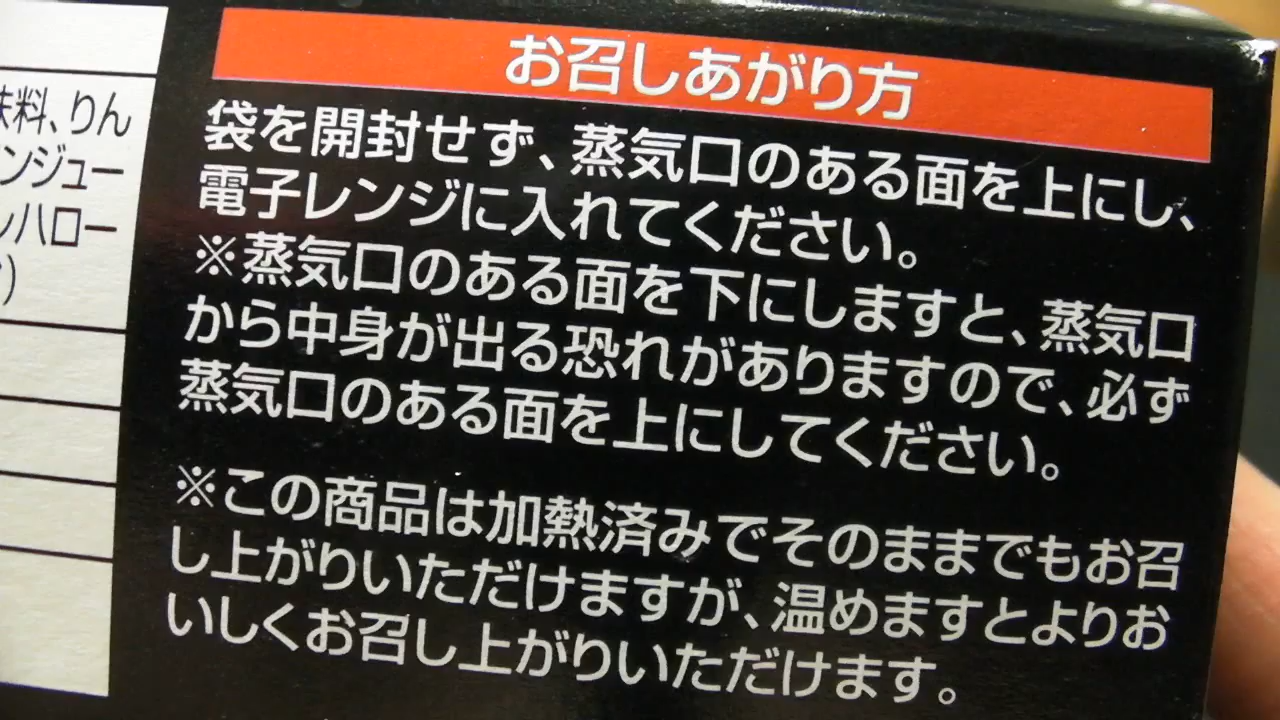 味料、りん
ンジュー
ハロー
)
お召しあがり方
袋を開封せず、蒸気口のある面を上にし、
電子レンジに入れてください。
※蒸気口のある面を下にしますと、蒸気口
から中身が出る恐れがありますので、必ず
蒸気口のある面を上にしてください。
※この商品は加熱済みでそのままでもお召
し上がりいただけますが、温めますとよりお
いしくお召し上がりいただけます。